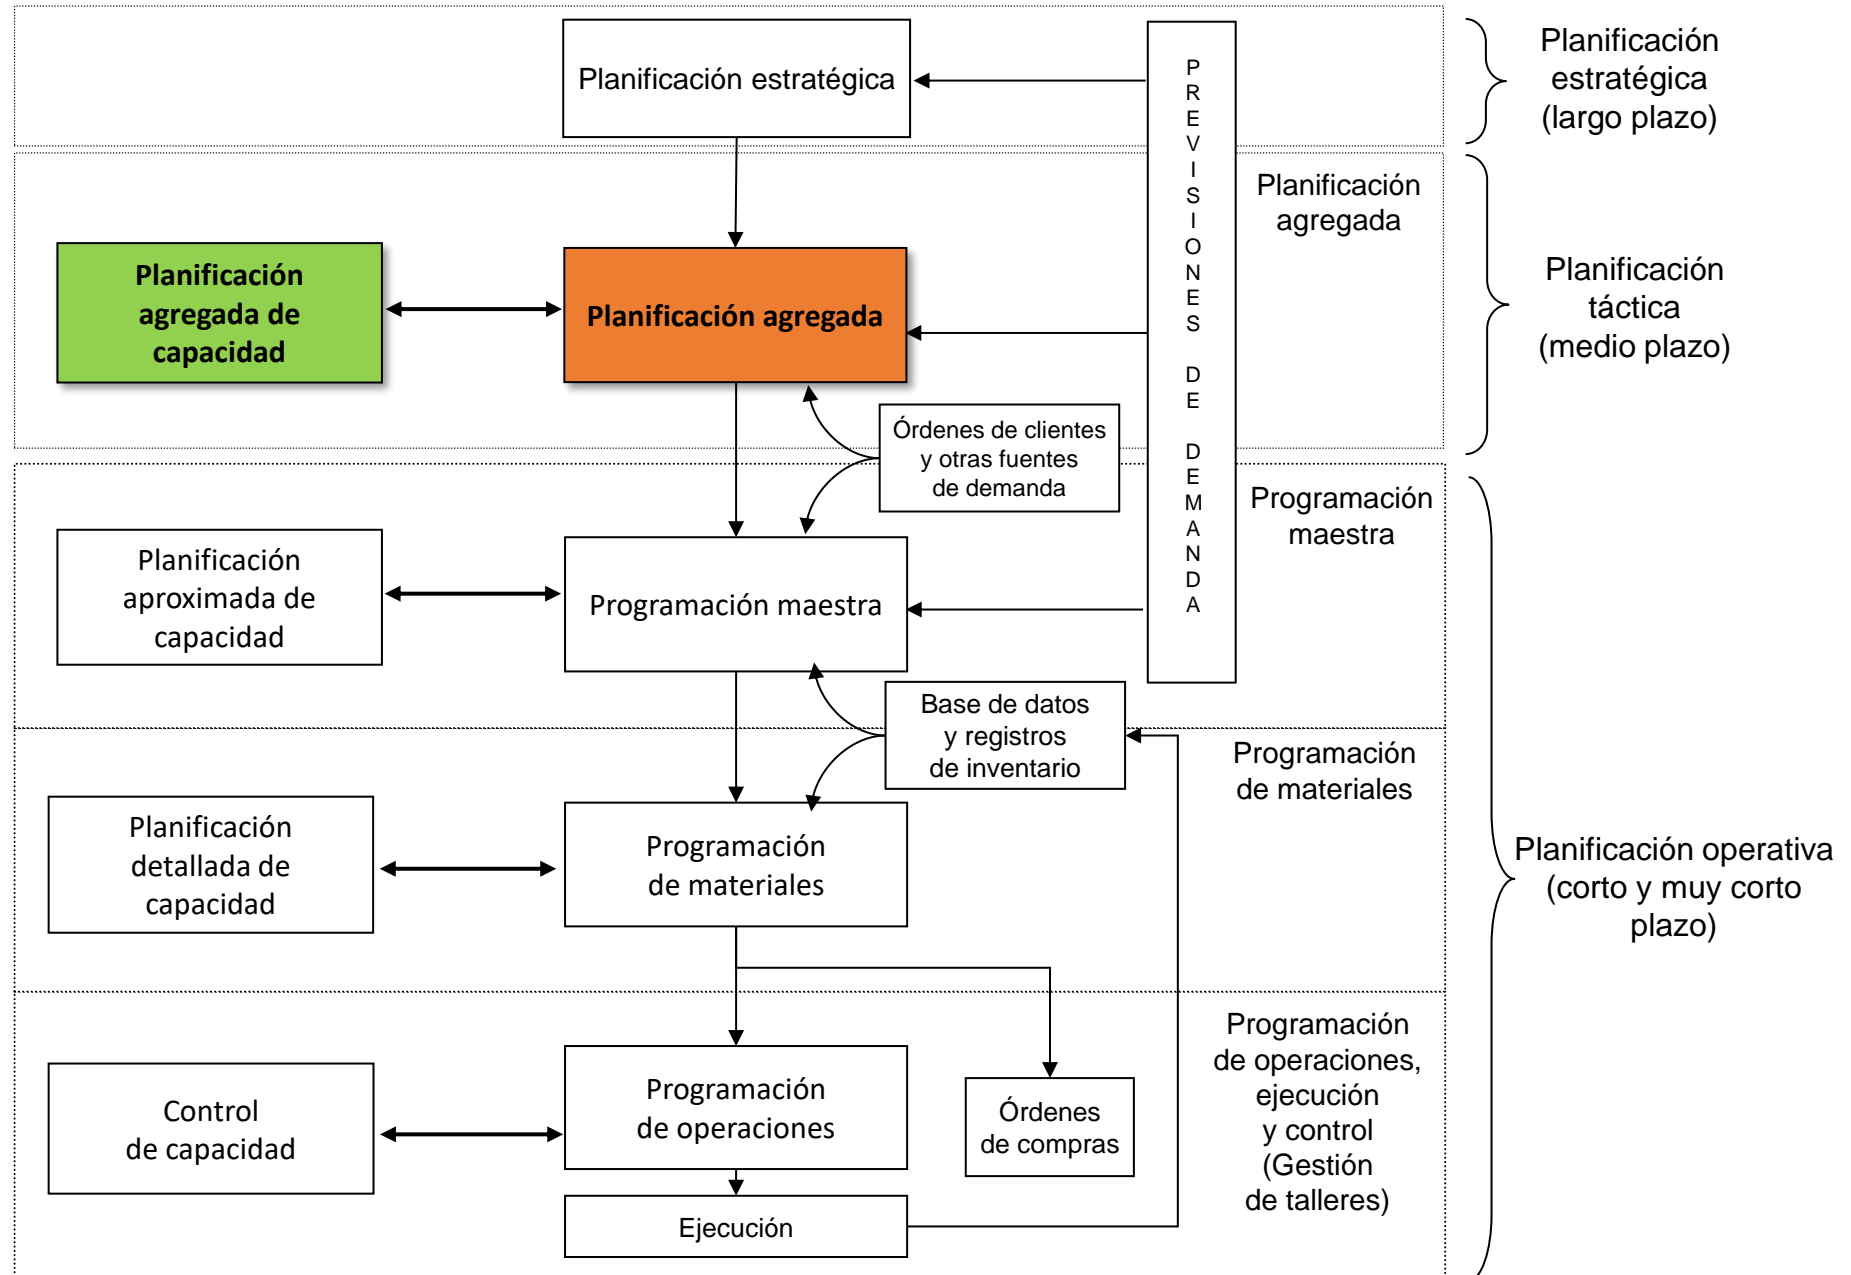 Planificación estratégica
PREVISIONES DE DEMANDA
Planificación
estratégica
(largo plazo)
Planificación
agregada
Planificación
agregada de
capacidad
Planificación agregada
Planificación
táctica
(medio plazo)
Órdenes de clientes
y otras fuentes
de demanda
Programación
maestra
Planificación
aproximada de
capacidad
Programación maestra
Base de datos
y registros
de inventario
Programación
de materiales
Planificación
detallada de
capacidad
Programación
de materiales
Planificación operativa
(corto y muy corto
plazo)
Programación
de operaciones,
ejecución
y control
(Gestión
de talleres)
Control
de capacidad
Programación
de operaciones
Órdenes
de compras
Ejecución